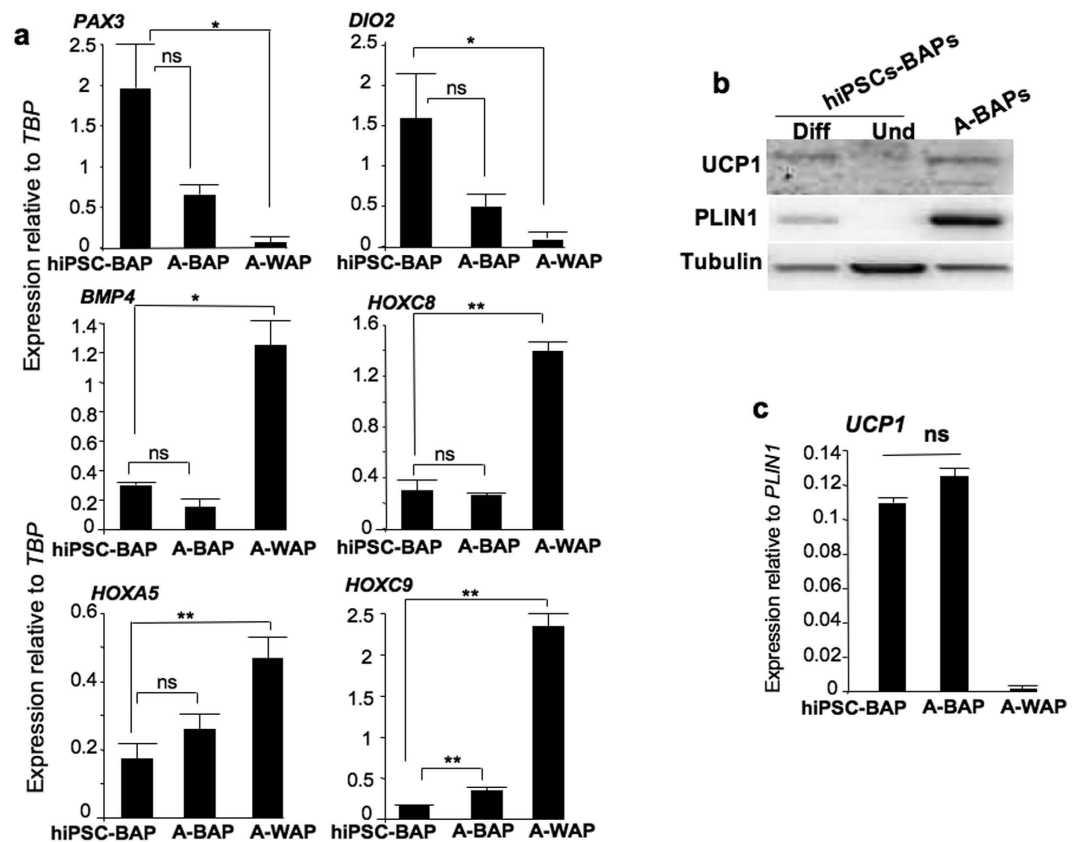 a
PAX3
*
ns
2.5
2
1.5
1
0.5
0
hiPSC-BAP A-BAP A-WAP
DIO2
*
ns
2.5
2
1.5
1
0.5
0
hiPSC-BAP A-BAP A-WAP
Expression relative to TBP
BMP4
*
ns
1.4
1.2
1
0.8
0.6
0.4
0.2
0
hiPSC-BAP A-BAP A-WAP
HOXC8
**
ns
1.6
1.2
0.8
0.4
0
hiPSC-BAP A-BAP A-WAP
Expression relative to TBP
HOXA5
**
ns
0.6
0.4
0.2
0
hiPSC-BAP A-BAP A-WAP
HOXC9
**
**
2.5
2
1.5
1
0.5
0
hiPSC-BAP A-BAP A-WAP
b
hiPSCs-BAPs
A-BAPs
Diff Und
UCP1
PLIN1
Tubulin
c
UCP1
ns
Expression relative to PLIN1
0.14
0.12
0.1
0.08
0.06
0.04
0.02
0
hiPSC-BAP A-BAP A-WAP